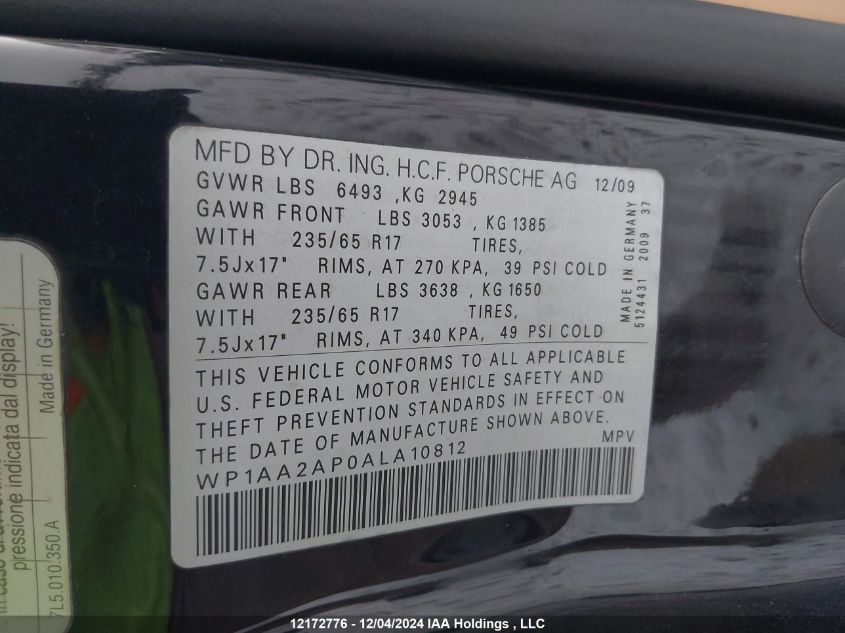 MFD BY DR. ING. H.C.F. PORSCHE AG 12/09
GVWR LBS 6493 ,KG 2945
GAWR FRONT LBS 3053 , KG 1385
WITH 235/65 R17 TIRES,
7.5Jx17" RIMS, AT 270 KPA, 39 PSI COLD
GAWR REAR LBS 3638 , KG 1650
WITH 235/65 R17 TIRES,
7.5Jx17" RIMS, AT 340 KPA, 49 PSI COLD
THIS VEHICLE CONFORMS TO ALL APPLICABLE
U.S. FEDERAL MOTOR VEHICLE SAFETY AND
THEFT PREVENTION STANDARDS IN EFFECT ON
THE DATE OF MANUFACTURE SHOWN ABOVE.
WP1AA2AP0ALA10812 MPV
MADE IN GERMANY
5124431 2009 37
pressione indicata dal display!
Made in Germany
7L5.010.350.A
12172776 - 12/04/2024 IAA Holdings , LLC